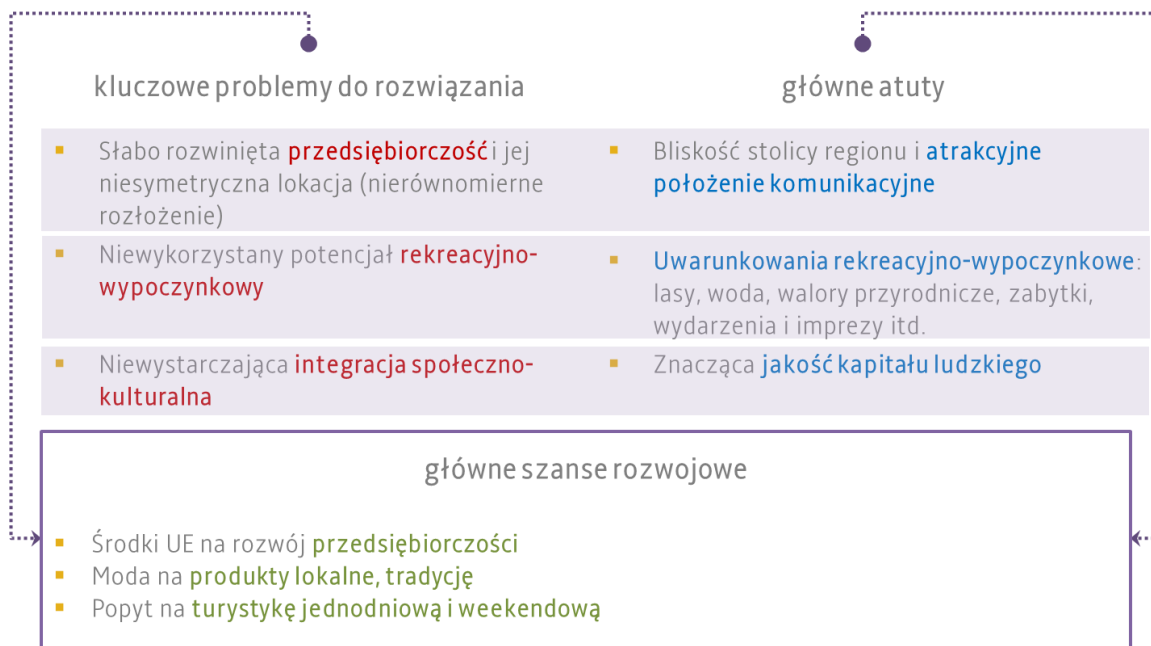 kluczowe problemy do rozwiązania
Słabo rozwinięta przedsiębiorczość i jej
niesymetryczna lokacja (nierównomierne
rozłożenie)
Niewykorzystany potencjał rekreacyjno-
wypoczynkowy
Niewystarczająca integracja społeczno-
kulturalna
główne atuty
Bliskość stolicy regionu i atrakcyjne
położenie komunikacyjne
Uwarunkowania rekreacyjno-wypoczynkowe:
lasy, woda, walory przyrodnicze, zabytki,
wydarzenia i imprezy itd.
Znacząca jakość kapitału ludzkiego
główne szanse rozwojowe
Środki UE na rozwój przedsiębiorczości
Moda na produkty lokalne, tradycję
Popyt na turystykę jednodniową i weekendową